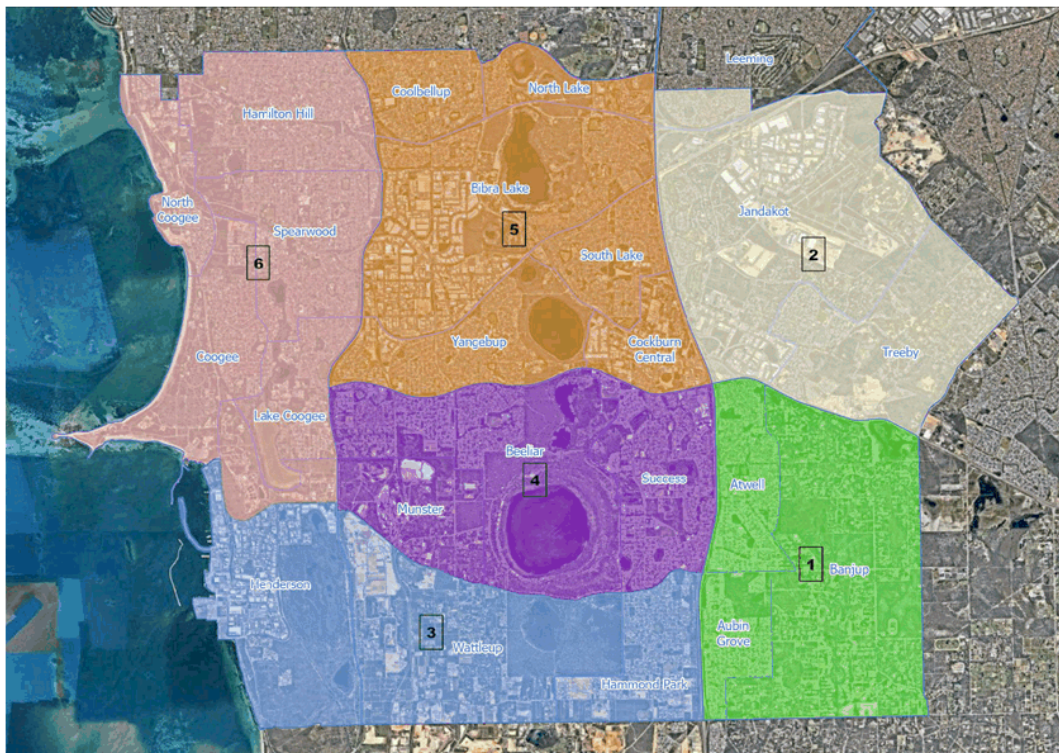 Leeming
Coolbellup
North Lake
Hamilton Hill
Bibra Lake
North
Coogee
Spearwood
5
Jandakot
6
South Lake
2
Yangebup
Cockburn
Central
Coogee
Treeby
Lake Coogee
Beeliar
4
Success
Atwell
Munster
Henderson
1
Banjup
3
Wattleup
Aubin
Grove
Hammond Park